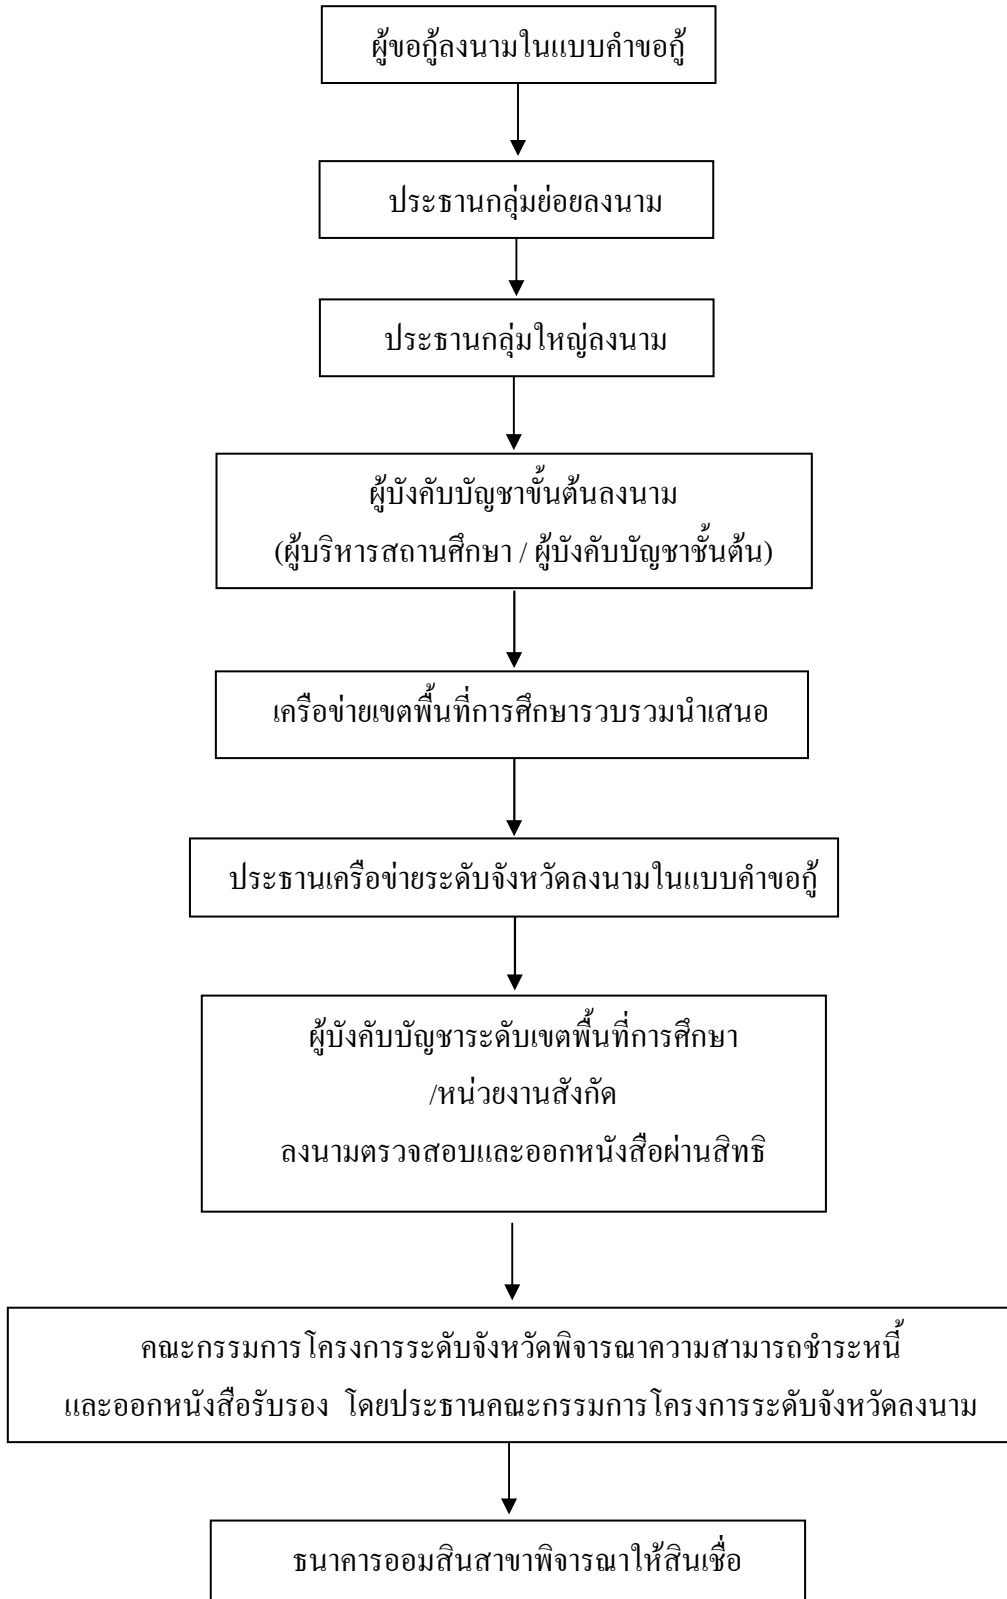 ผู้ขอกู้ลงนามในแบบคำขอกู้
ประธานกลุ่มย่อยลงนาม
ประธานกลุ่มใหญ่ลงนาม
ผู้บังคับบัญชาขั้นต้นลงนาม
(ผู้บริหารสถานศึกษา / ผู้บังคับบัญชาชั้นต้น)
เครือข่ายเขตพื้นที่การศึกษารวบรวมนำเสนอ
ประธานเครือข่ายระดับจังหวัดลงนามในแบบคำขอกู้
ผู้บังคับบัญชาระดับเขตพื้นที่การศึกษา
/หน่วยงานสังกัด
ลงนามตรวจสอบและออกหนังสือผ่านสิทธิ
คณะกรรมการโครงการระดับจังหวัดพิจารณาความสามารถชำระหนี้
และออกหนังสือรับรอง โดยประธานคณะกรรมการโครงการระดับจังหวัดลงนาม
ธนาคารออมสินสาขาพิจารณาให้สินเชื่อ